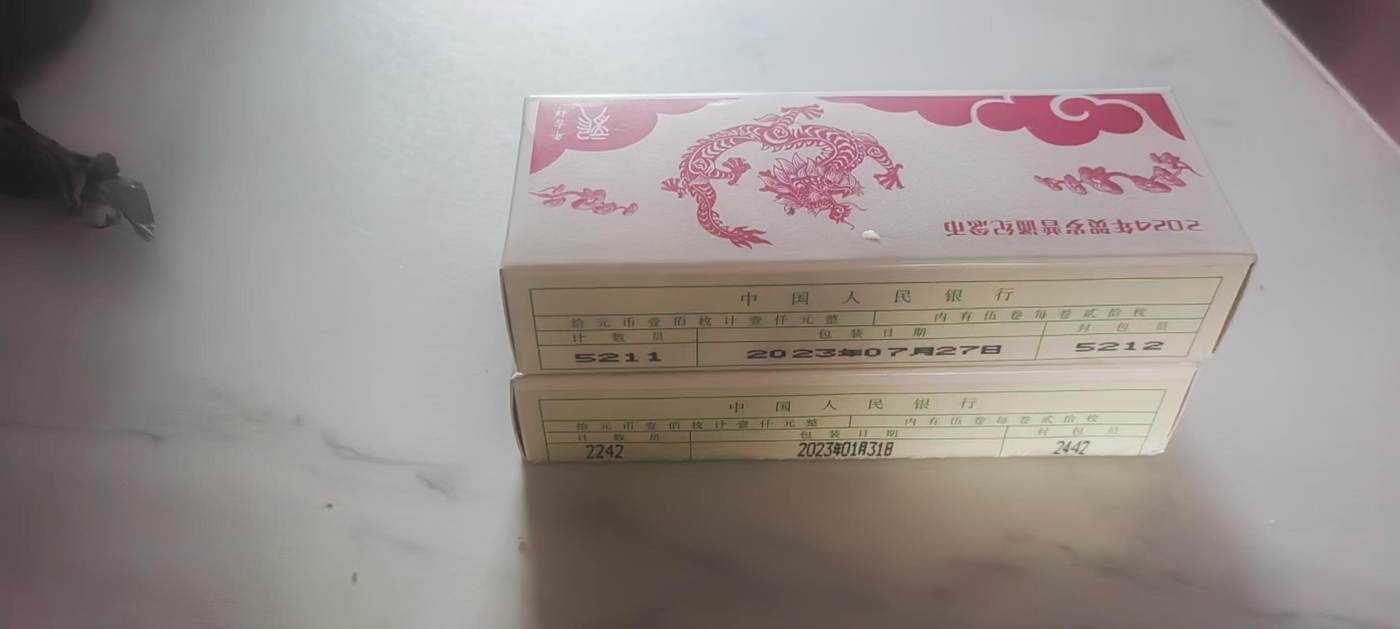 2024年贺岁普通纪念币
中国人民银行
拾元币壹佰枚计壹仟元整 内有伍卷每卷贰拾枚
计数员 包装日期 封包员
5211 2023年07月27日 5212
中国人民银行
拾元币壹佰枚计壹仟元整 内有伍卷每卷贰拾枚
计数员 包装日期 封包员
2242 2023年01月31日 2442